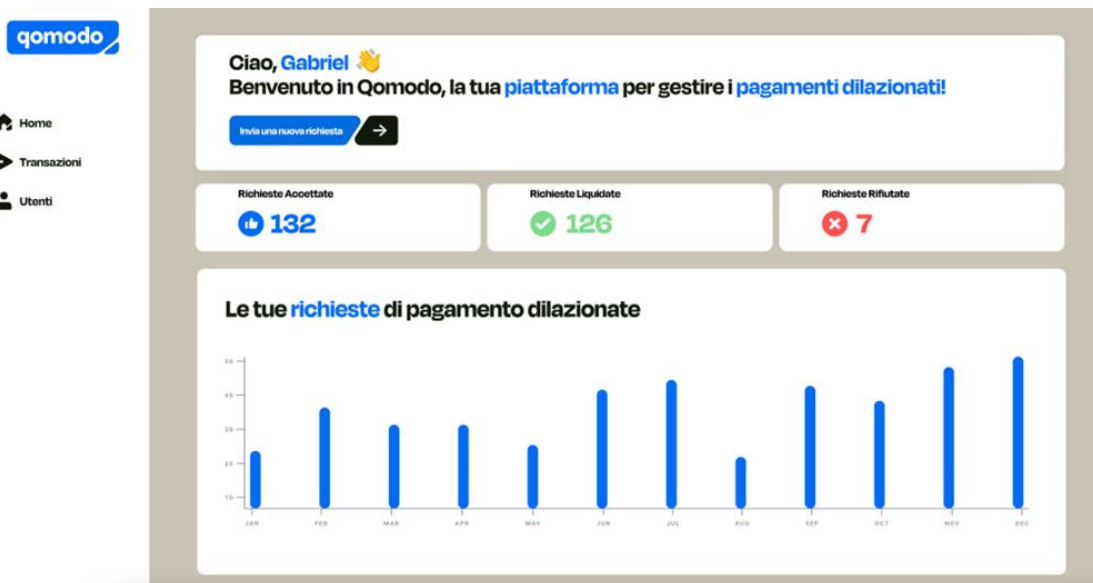 qomodo
Home
Transazioni
Utenti
Ciao, Gabriel 👋
Benvenuto in Qomodo, la tua piattaforma per gestire i pagamenti dilazionati!
Invia una nuova richiesta
Richieste Accettate
132
Richieste Liquidate
126
Richieste Rifiutate
7
Le tue richieste di pagamento dilazionate
50
40
30
20
10
JAN FEB MAR APR MAY JUN JUL AUG SEP OCT NOV DEC